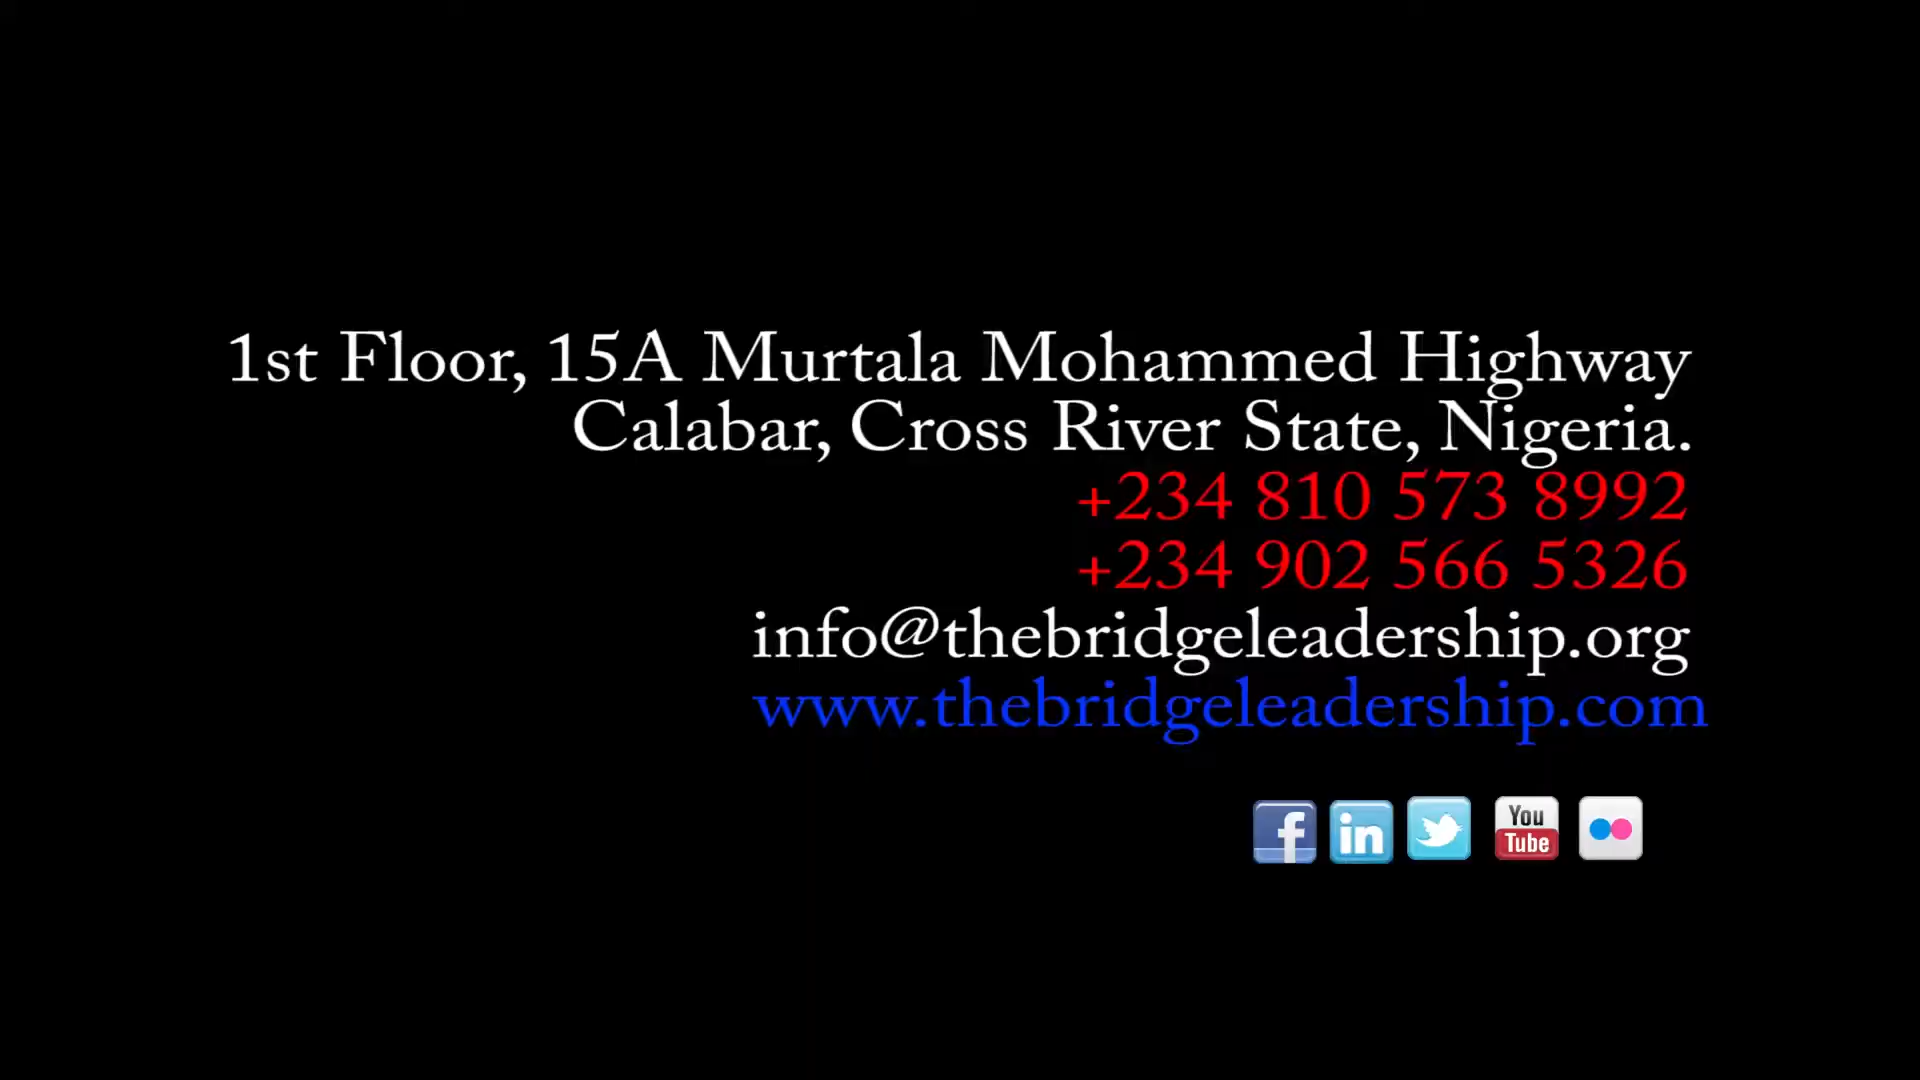 1st Floor, 15A Murtala Mohammed Highway
Calabar, Cross River State, Nigeria.
+234 810 573 8992
+234 902 566 5326
info@thebridgeleadership.org
www.thebridgeleadership.com
f in You Tube